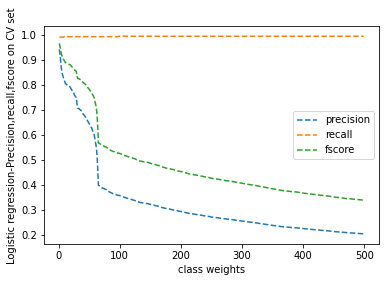 Logistic regression-Precision,recall,fscore on CV set
1.0
0.9
0.8
0.7
0.6
0.5
0.4
0.3
0.2
precision
recall
fscore
0 100 200 300 400 500
class weights